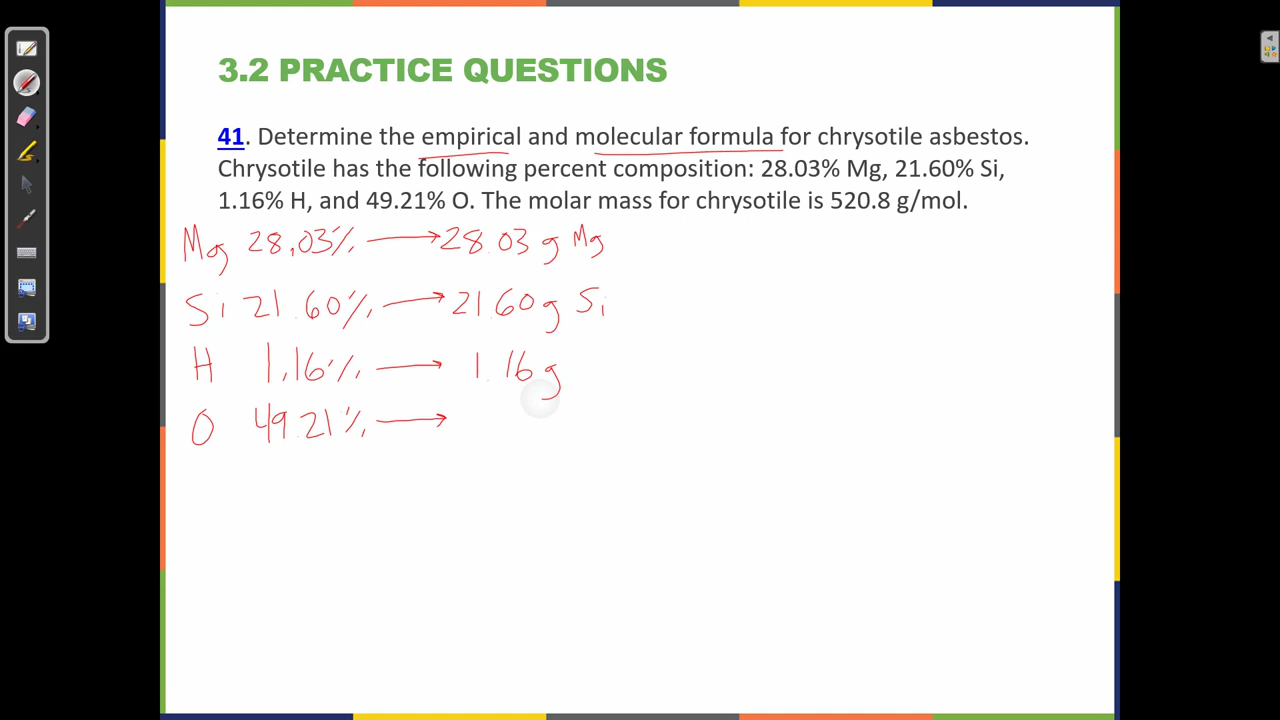 3.2 PRACTICE QUESTIONS
41. Determine the empirical and molecular formula for chrysotile asbestos.
Chrysotile has the following percent composition: 28.03% Mg, 21.60% Si,
1.16% H, and 49.21% O. The molar mass for chrysotile is 520.8 g/mol.
Mg 28.03% → 28.03 g Mg
Si 21.60% → 21.60 g Si
H 1.16% → 1.16 g
O 49.21% →